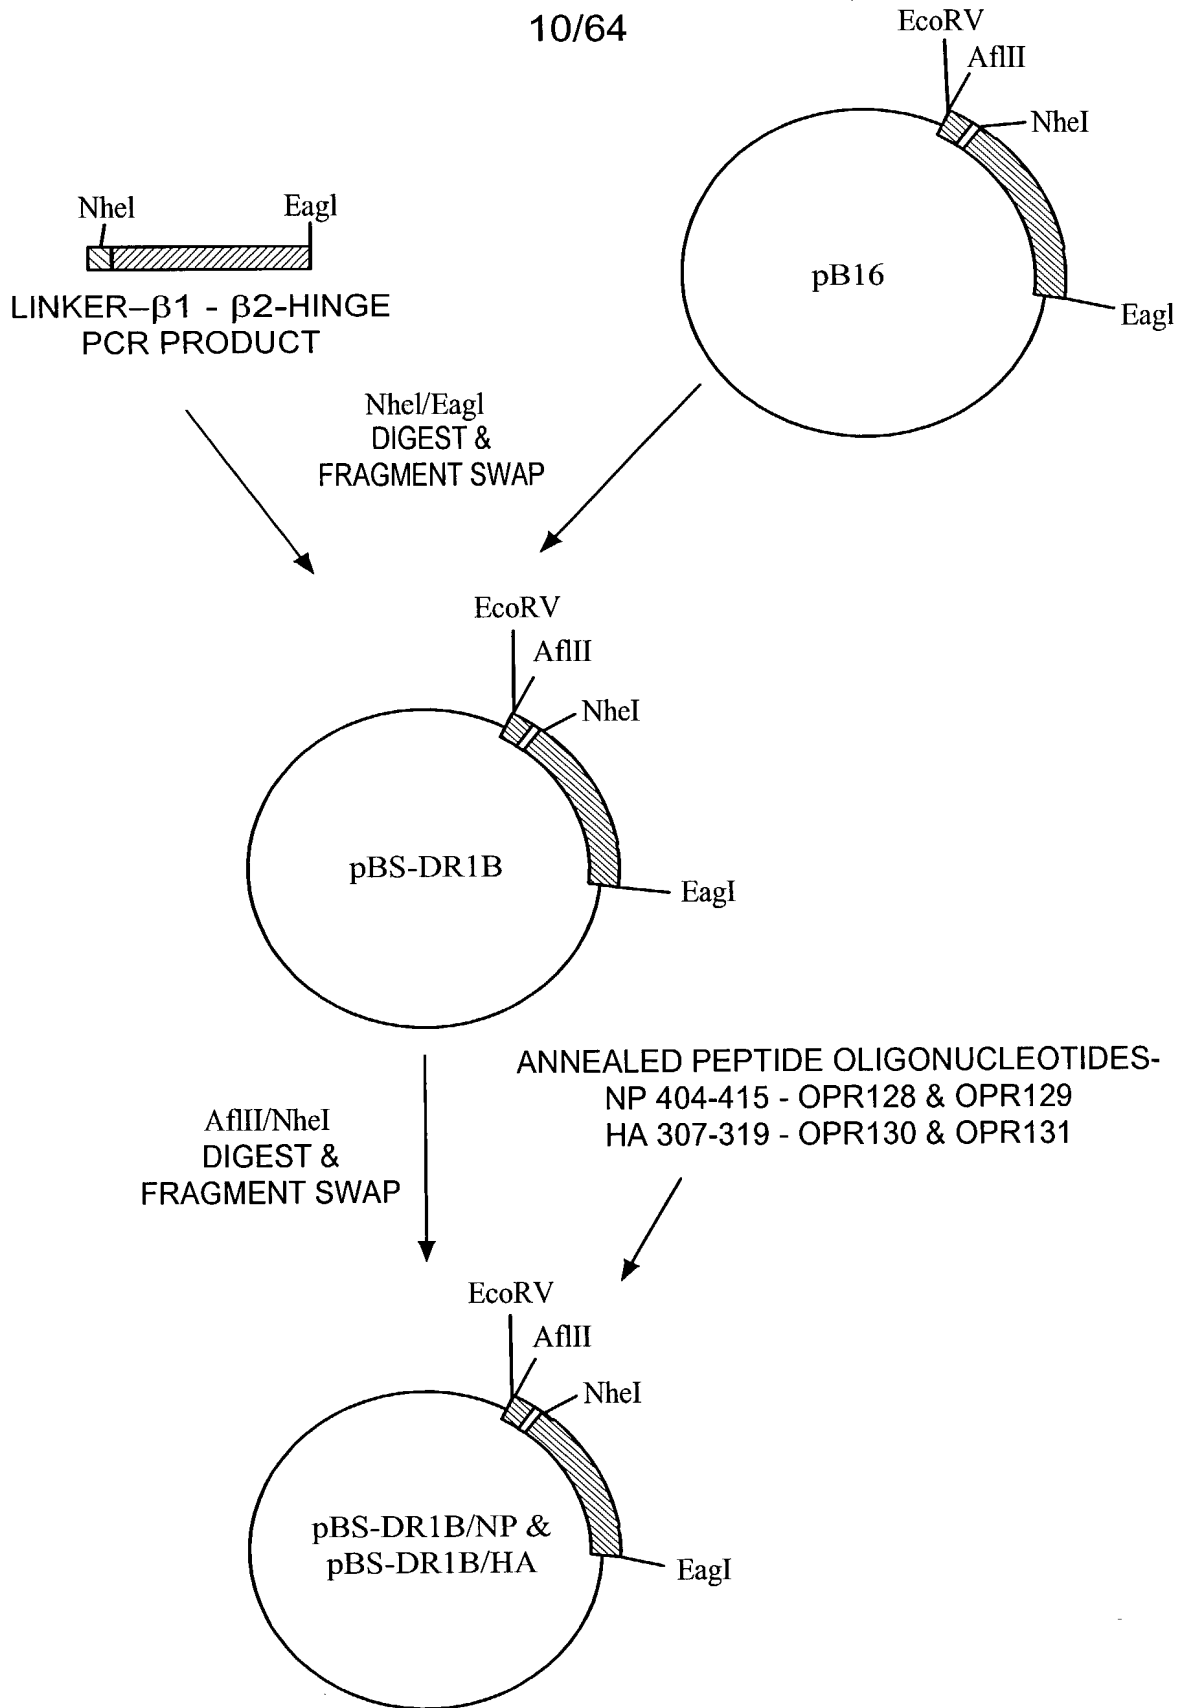 10/64
EcoRV
AflII
NheI
pB16
EagI
NheI
EagI
LINKER–β1 - β2-HINGE
PCR PRODUCT
NheI/EagI
DIGEST &
FRAGMENT SWAP
EcoRV
AflII
NheI
pBS-DR1B
EagI
ANNEALED PEPTIDE OLIGONUCLEOTIDES-
NP 404-415 - OPR128 & OPR129
HA 307-319 - OPR130 & OPR131
AflII/NheI
DIGEST &
FRAGMENT SWAP
EcoRV
AflII
NheI
pBS-DR1B/NP &
pBS-DR1B/HA
EagI